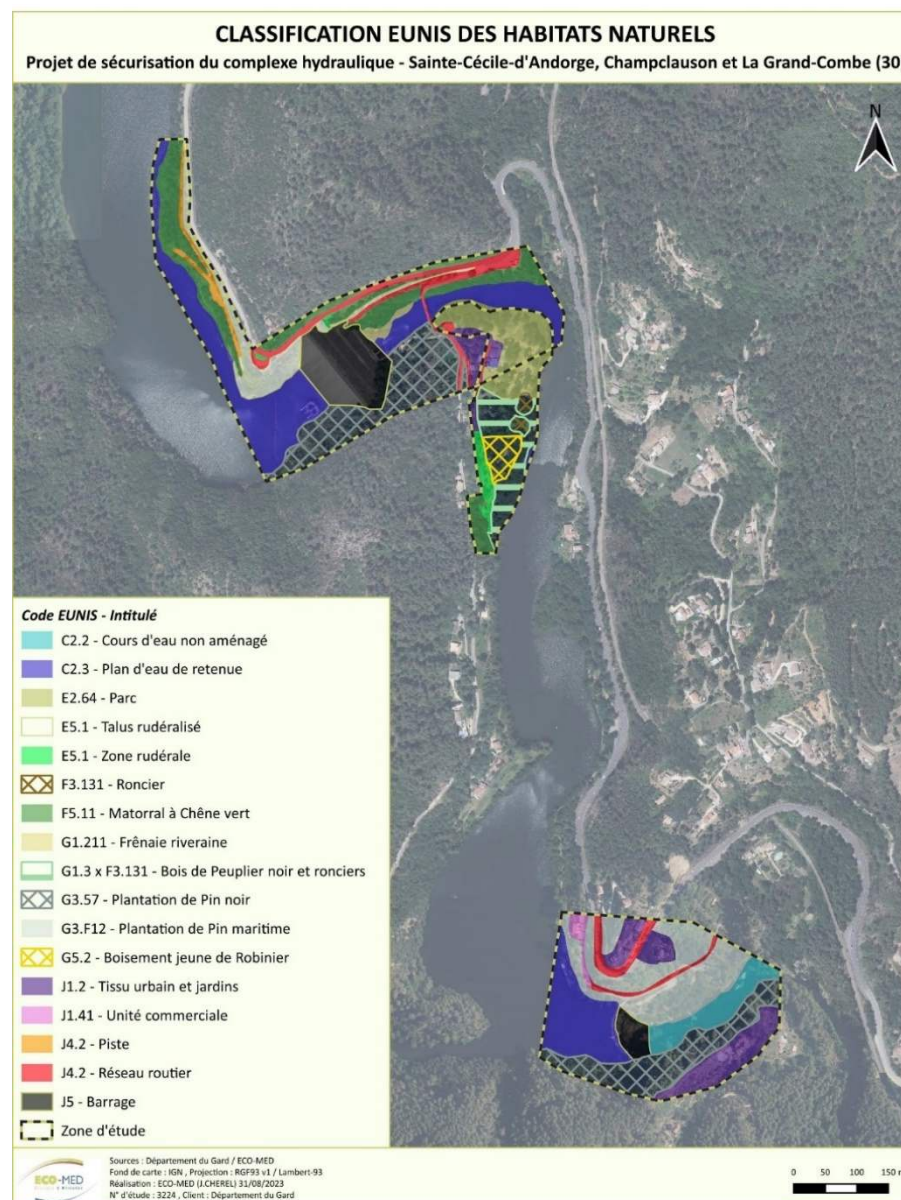 CLASSIFICATION EUNIS DES HABITATS NATURELS
Projet de sécurisation du complexe hydraulique - Sainte-Cécile-d'Andorge, Champclauson et La Grand-Combe (30
N
Code EUNIS - Intitulé
C2.2 - Cours d'eau non aménagé
C2.3 - Plan d'eau de retenue
E2.64 - Parc
E5.1 - Talus rudéralisé
E5.1 - Zone rudérale
F3.131 - Roncier
F5.11 - Matorral à Chêne vert
G1.211 - Frênaie riveraine
G1.3 x F3.131 - Bois de Peuplier noir et ronciers
G3.57 - Plantation de Pin noir
G3.F12 - Plantation de Pin maritime
G5.2 - Boisement jeune de Robinier
J1.2 - Tissu urbain et jardins
J1.41 - Unité commerciale
J4.2 - Piste
J4.2 - Réseau routier
J5 - Barrage
Zone d'étude
ECO-MED
Sources : Département du Gard / ECO-MED
Fond de carte : IGN , Projection : RGF93 v1 / Lambert-93
Réalisation : ECO-MED (J.CHEREL) 31/08/2023
N° d'étude : 3224 , Client : Département du Gard
0 50 100 150 m